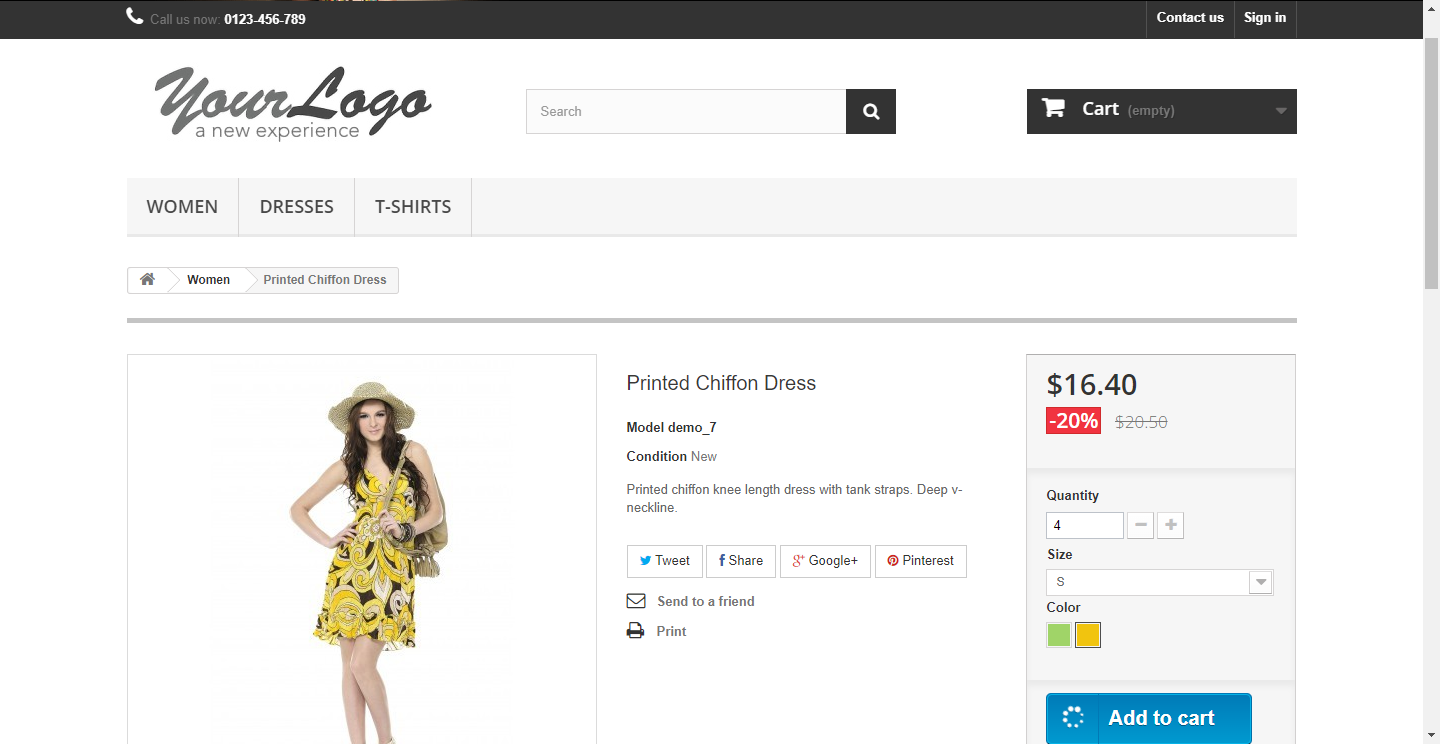 Call us now: 0123-456-789
Contact us
Sign in
YourLogo
a new experience
Search
Cart (empty)
WOMEN
DRESSES
T-SHIRTS
Women
Printed Chiffon Dress
Printed Chiffon Dress
Model demo_7
Condition New
Printed chiffon knee length dress with tank straps. Deep v-
neckline.
Tweet
Share
Google+
Pinterest
Send to a friend
Print
$16.40
-20% $20.50
Quantity
4
Size
S
Color
Add to cart